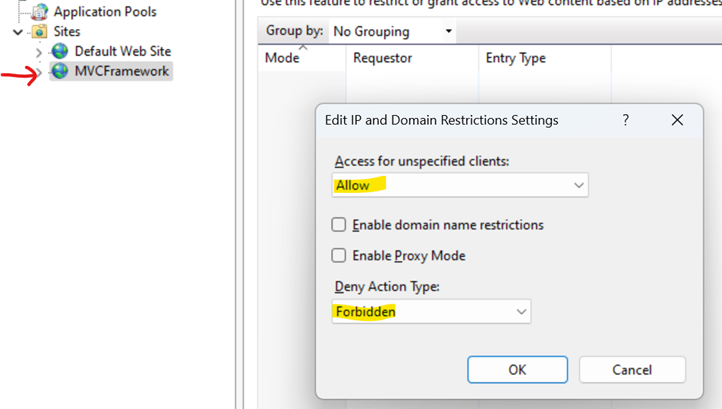 Use this feature to restrict or grant access to Web content based on IP addresses
Application Pools
Sites
Default Web Site
MVCFramework
Group by: No Grouping
Mode Requestor Entry Type
Edit IP and Domain Restrictions Settings ?
Access for unspecified clients:
Allow
Enable domain name restrictions
Enable Proxy Mode
Deny Action Type:
Forbidden
OK Cancel